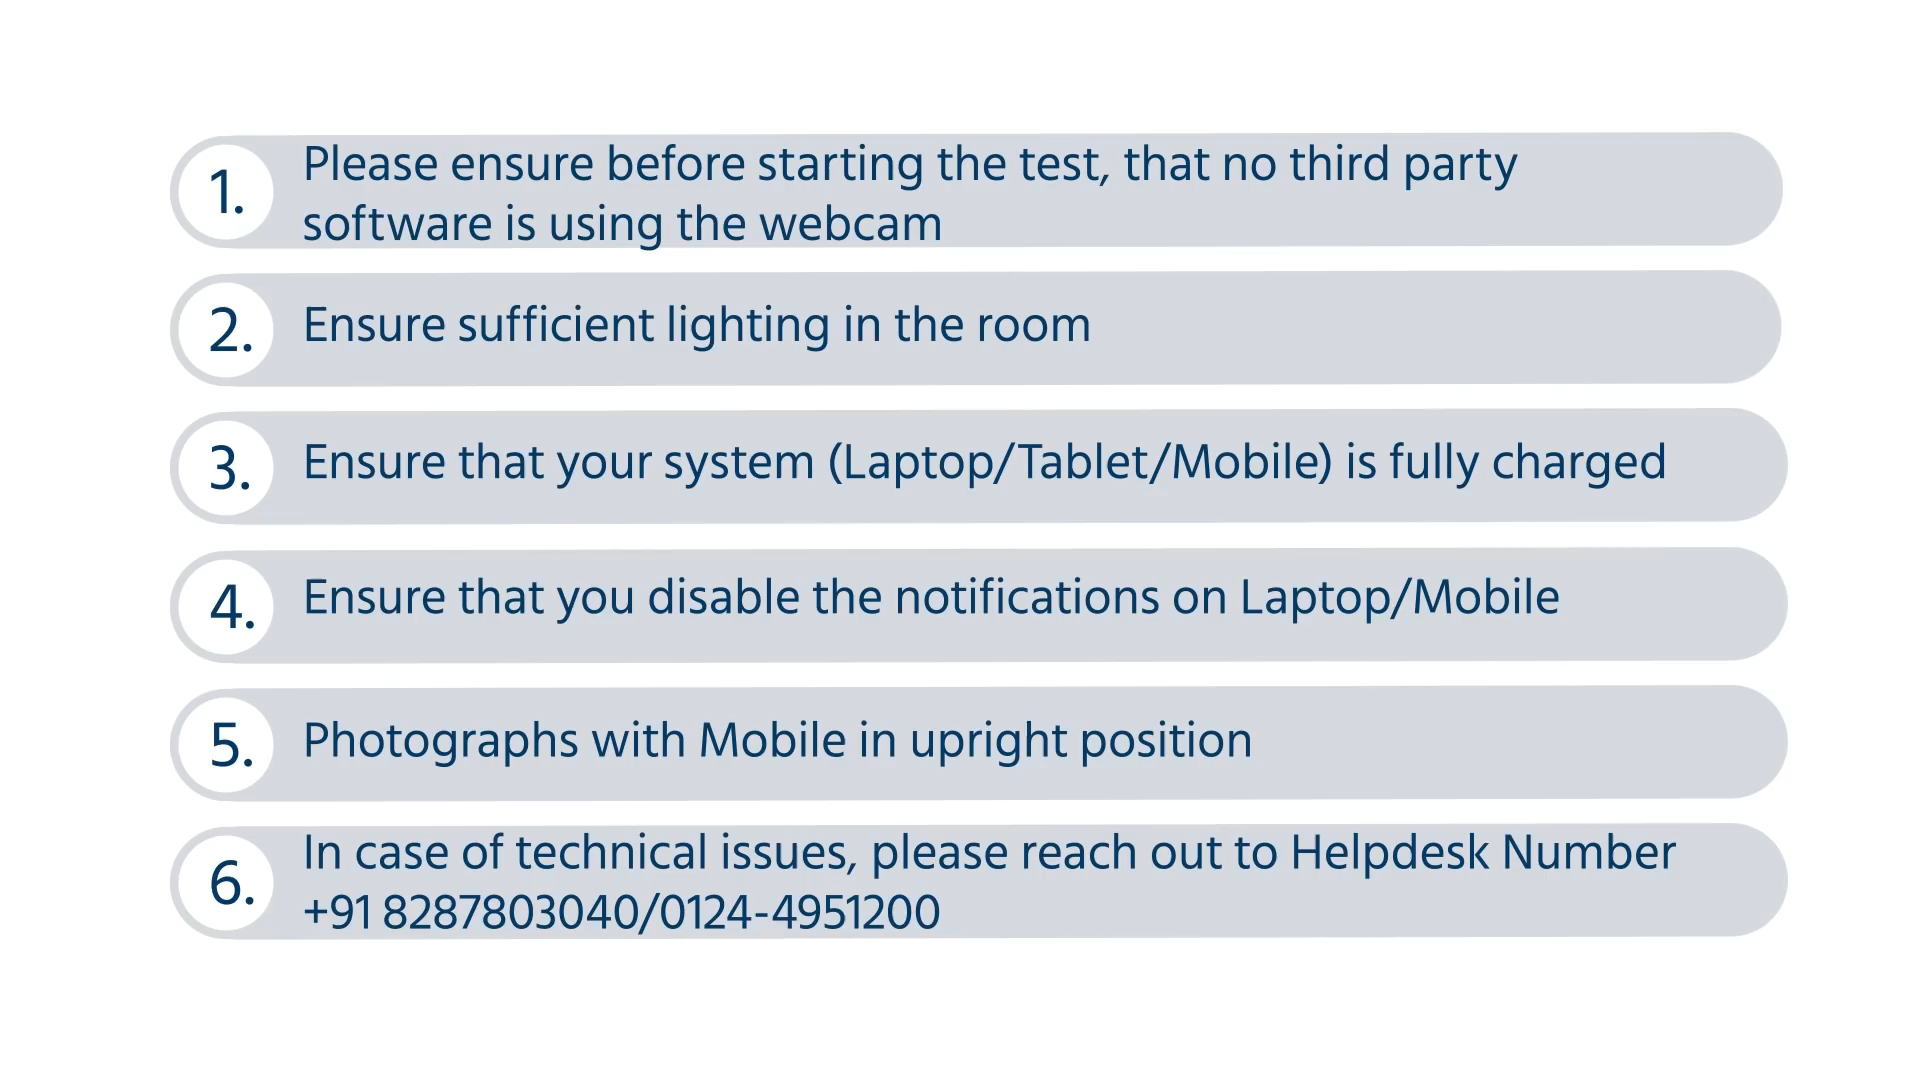 1. Please ensure before starting the test, that no third party
software is using the webcam
2. Ensure sufficient lighting in the room
3. Ensure that your system (Laptop/Tablet/Mobile) is fully charged
4. Ensure that you disable the notifications on Laptop/Mobile
5. Photographs with Mobile in upright position
6. In case of technical issues, please reach out to Helpdesk Number
+91 8287803040/0124-4951200